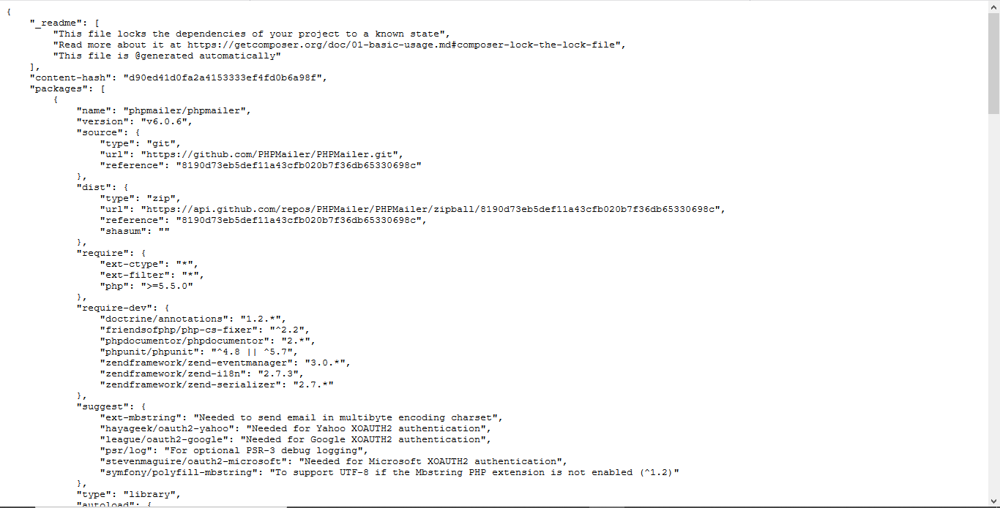 {
    "_readme": [
        "This file locks the dependencies of your project to a known state",
        "Read more about it at https://getcomposer.org/doc/01-basic-usage.md#composer-lock-the-lock-file",
        "This file is @generated automatically"
    ],
    "content-hash": "d90ed41d0fa2a4153333ef4fd0b6a98f",
    "packages": [
        {
            "name": "phpmailer/phpmailer",
            "version": "v6.0.6",
            "source": {
                "type": "git",
                "url": "https://github.com/PHPMailer/PHPMailer.git",
                "reference": "8190d73eb5def11a43cfb020b7f36db65330698c"
            },
            "dist": {
                "type": "zip",
                "url": "https://api.github.com/repos/PHPMailer/PHPMailer/zipball/8190d73eb5def11a43cfb020b7f36db65330698c",
                "reference": "8190d73eb5def11a43cfb020b7f36db65330698c",
                "shasum": ""
            },
            "require": {
                "ext-ctype": "*",
                "ext-filter": "*",
                "php": ">=5.5.0"
            },
            "require-dev": {
                "doctrine/annotations": "1.2.*",
                "friendsofphp/php-cs-fixer": "^2.2",
                "phpdocumentor/phpdocumentor": "2.*",
                "phpunit/phpunit": "^4.8 || ^5.7",
                "zendframework/zend-eventmanager": "3.0.*",
                "zendframework/zend-i18n": "2.7.3",
                "zendframework/zend-serializer": "2.7.*"
            },
            "suggest": {
                "ext-mbstring": "Needed to send email in multibyte encoding charset",
                "hayageek/oauth2-yahoo": "Needed for Yahoo XOAUTH2 authentication",
                "league/oauth2-google": "Needed for Google XOAUTH2 authentication",
                "psr/log": "For optional PSR-3 debug logging",
                "stevenmaguire/oauth2-microsoft": "Needed for Microsoft XOAUTH2 authentication",
                "symfony/polyfill-mbstring": "To support UTF-8 if the Mbstring PHP extension is not enabled (^1.2)"
            },
            "type": "library",
            "autoload": {